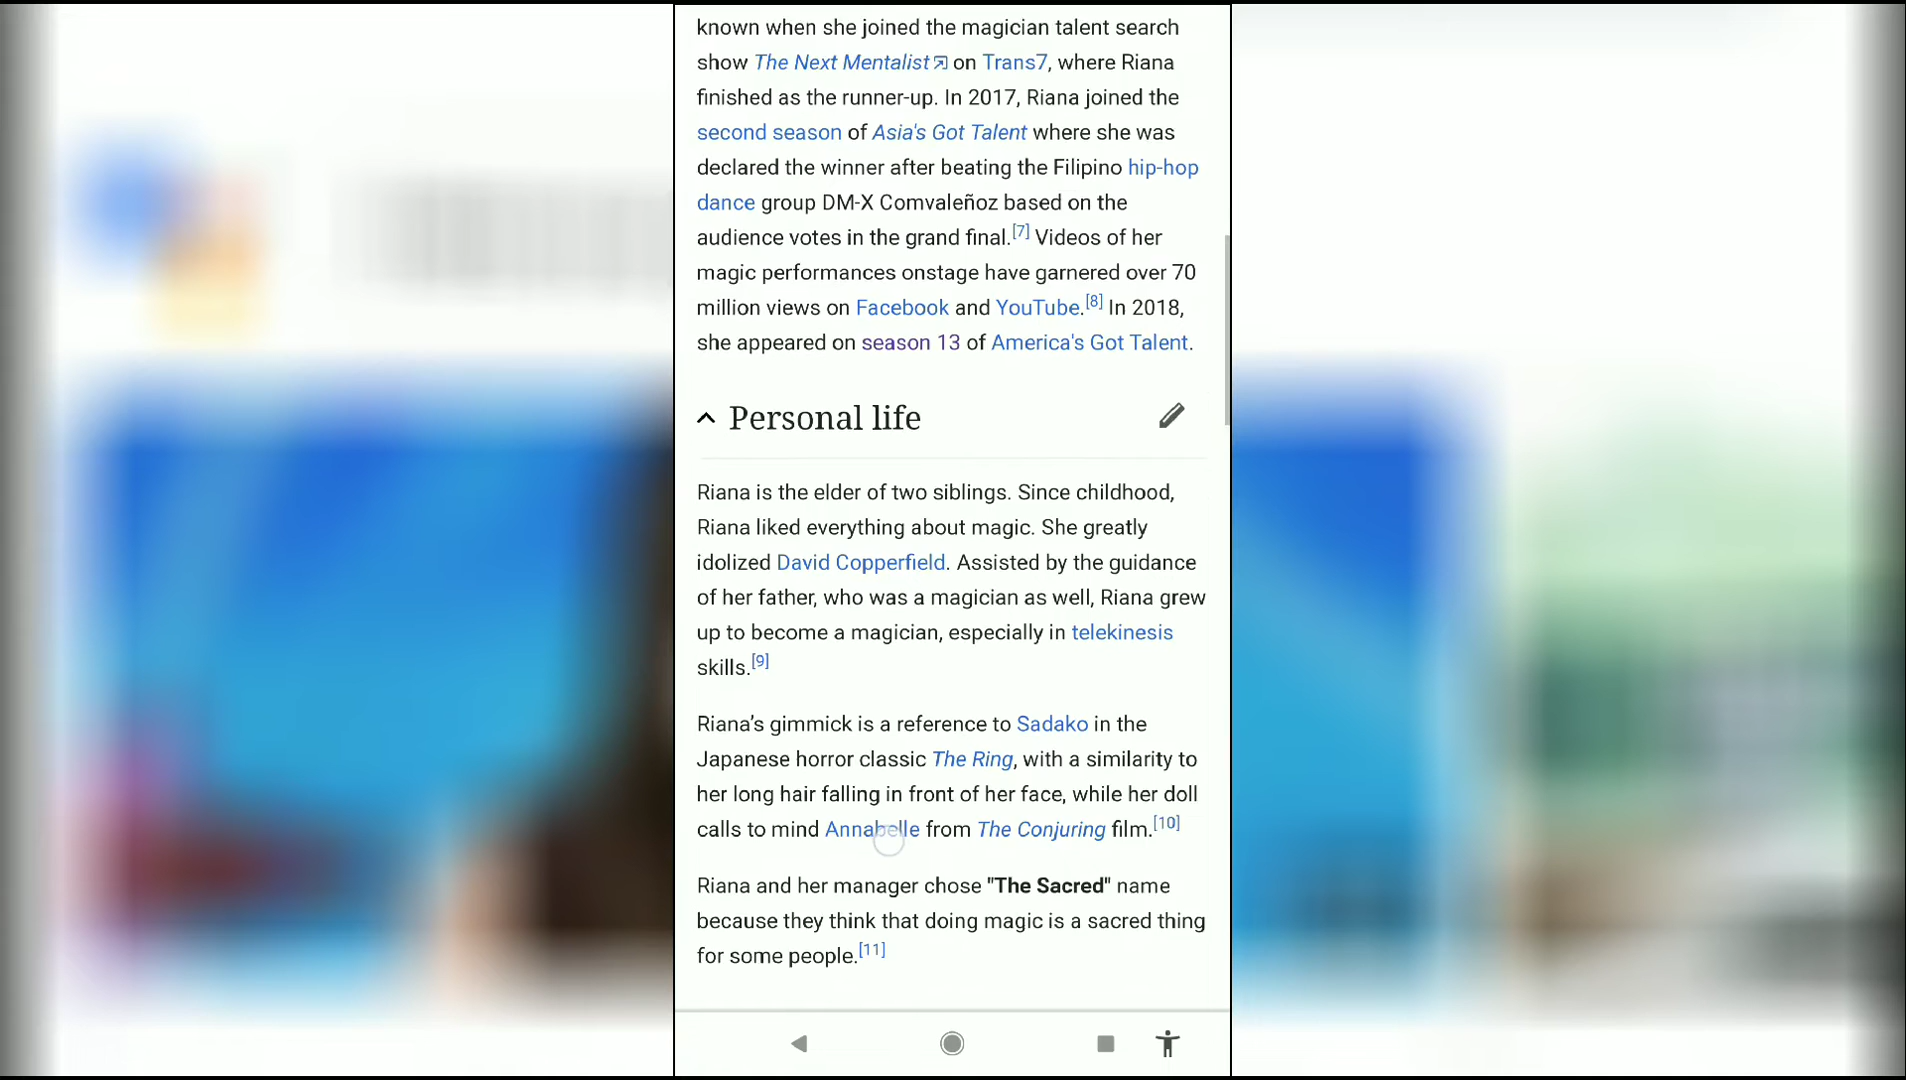 known when she joined the magician talent search
show The Next Mentalist on Trans7, where Riana
finished as the runner-up. In 2017, Riana joined the
second season of Asia's Got Talent where she was
declared the winner after beating the Filipino hip-hop
dance group DM-X Comvaleñoz based on the
audience votes in the grand final.[7] Videos of her
magic performances onstage have garnered over 70
million views on Facebook and YouTube.[8] In 2018,
she appeared on season 13 of America's Got Talent.
Personal life
Riana is the elder of two siblings. Since childhood,
Riana liked everything about magic. She greatly
idolized David Copperfield. Assisted by the guidance
of her father, who was a magician as well, Riana grew
up to become a magician, especially in telekinesis
skills.[9]
Riana’s gimmick is a reference to Sadako in the
Japanese horror classic The Ring, with a similarity to
her long hair falling in front of her face, while her doll
calls to mind Annabelle from The Conjuring film.[10]
Riana and her manager chose "The Sacred" name
because they think that doing magic is a sacred thing
for some people.[11]